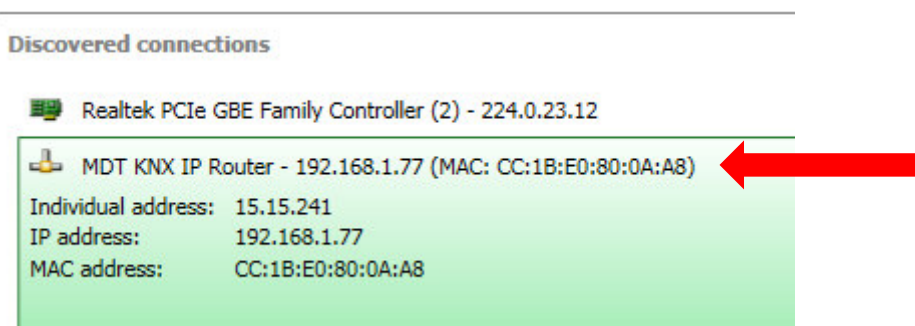 Discovered connections
Realtek PCIe GBE Family Controller (2) - 224.0.23.12
MDT KNX IP Router - 192.168.1.77 (MAC: CC:1B:E0:80:0A:A8)
Individual address: 15.15.241
IP address: 192.168.1.77
MAC address: CC:1B:E0:80:0A:A8